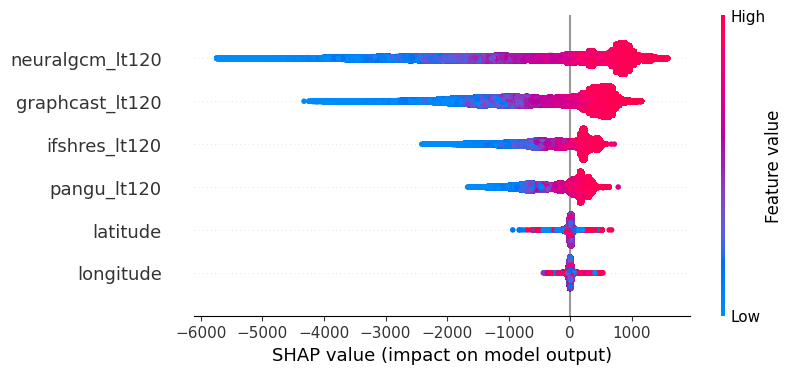 High
neuralgcm_lt120
graphcast_lt120
ifshres_lt120
pangu_lt120
latitude
longitude
Feature value
Low
−6000 −5000 −4000 −3000 −2000 −1000 0 1000
SHAP value (impact on model output)